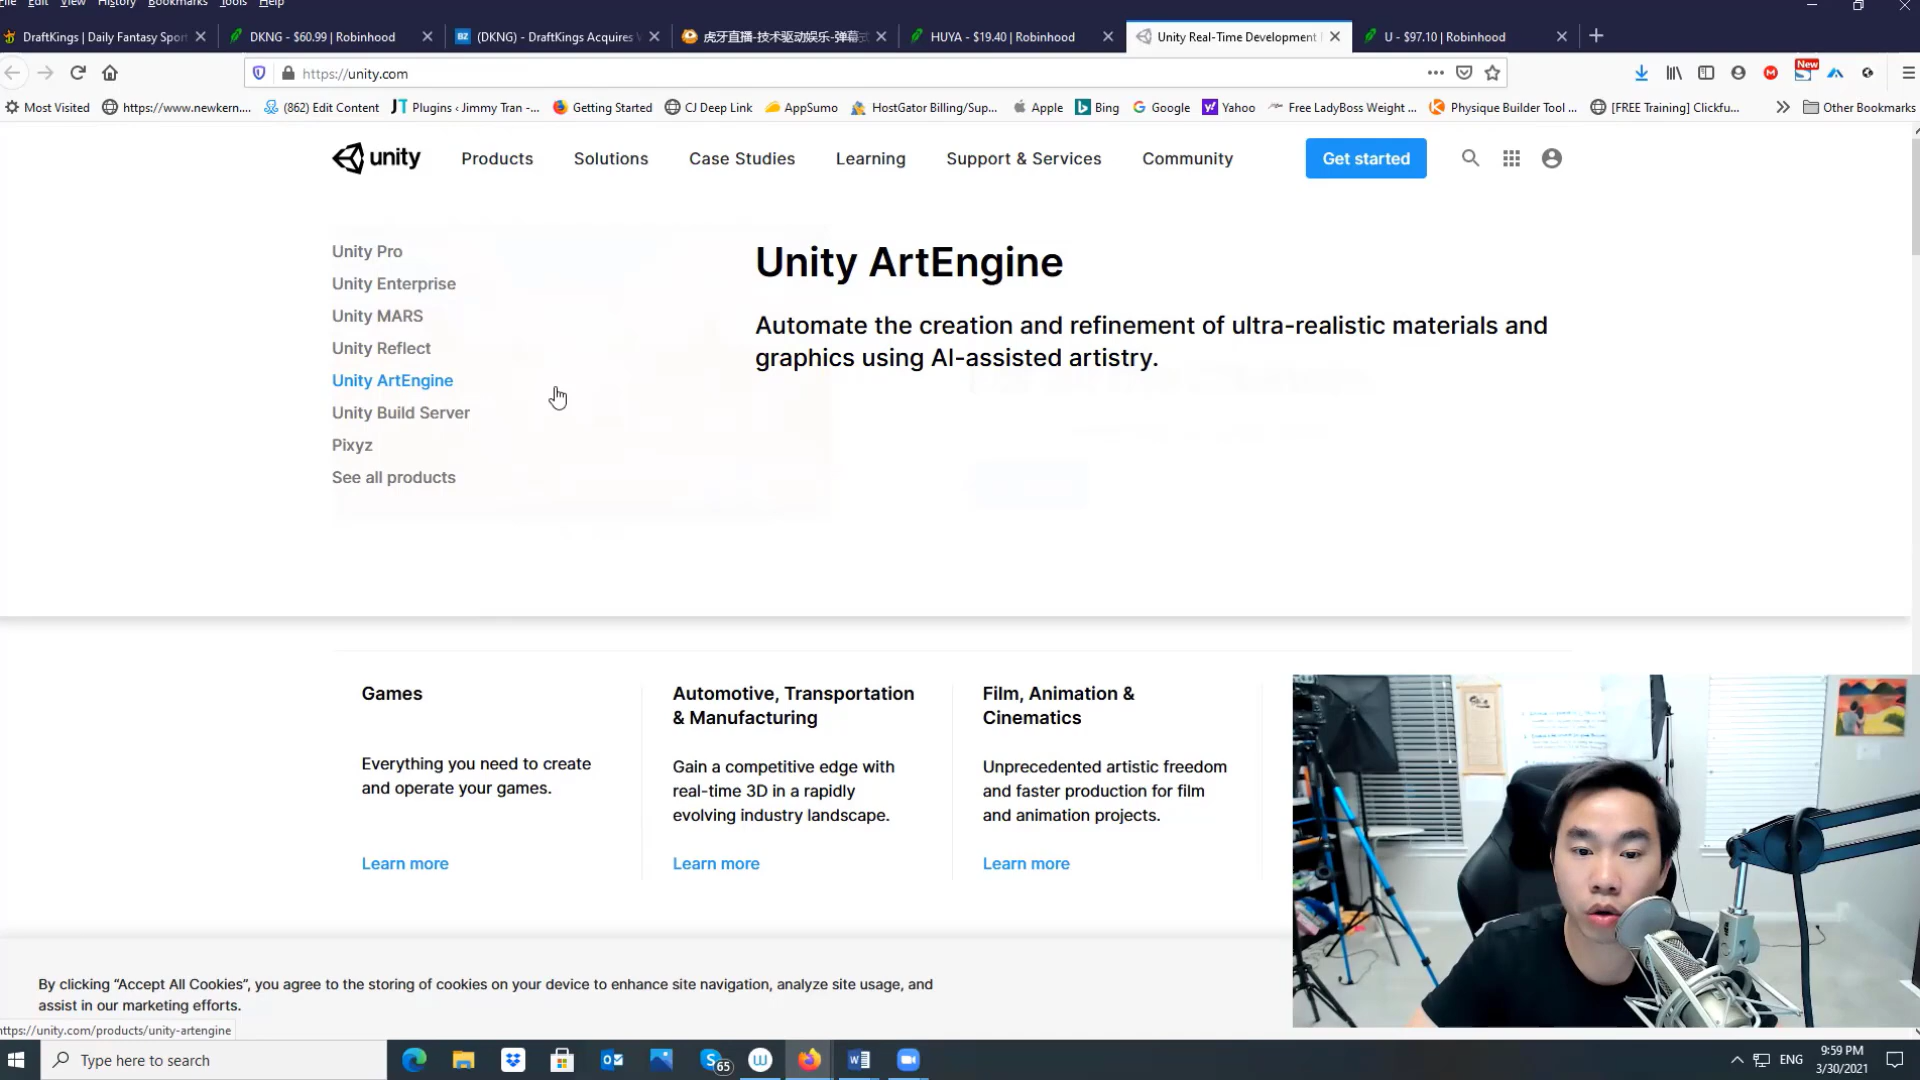 File Edit View History Bookmarks Tools Help
DraftKings | Daily Fantasy Sport
DKNG - $60.99 | Robinhood
BZ (DKNG) - DraftKings Acquires
虎牙直播-技术驱动娱乐-弹幕式
HUYA - $19.40 | Robinhood
Unity Real-Time Development
U - $97.10 | Robinhood
https://unity.com
New
Most Visited
https://www.newkern....
(862) Edit Content
JT Plugins ‹ Jimmy Tran -...
Getting Started
CJ Deep Link
AppSumo
HostGator Billing/Sup...
Apple
Bing
Google
Yahoo
Free LadyBoss Weight ...
Physique Builder Tool ...
[FREE Training] Clickfu...
Other Bookmarks
unity
Products
Solutions
Case Studies
Learning
Support & Services
Community
Get started
Unity Pro
Unity Enterprise
Unity MARS
Unity Reflect
Unity ArtEngine
Unity Build Server
Pixyz
See all products
Unity ArtEngine
Automate the creation and refinement of ultra-realistic materials and
graphics using AI-assisted artistry.
Games
Everything you need to create
and operate your games.
Learn more
Automotive, Transportation
& Manufacturing
Gain a competitive edge with
real-time 3D in a rapidly
evolving industry landscape.
Learn more
Film, Animation &
Cinematics
Unprecedented artistic freedom
and faster production for film
and animation projects.
Learn more
By clicking “Accept All Cookies”, you agree to the storing of cookies on your device to enhance site navigation, analyze site usage, and
assist in our marketing efforts.
https://unity.com/products/unity-artengine
Type here to search
65
ENG
9:59 PM
3/30/2021